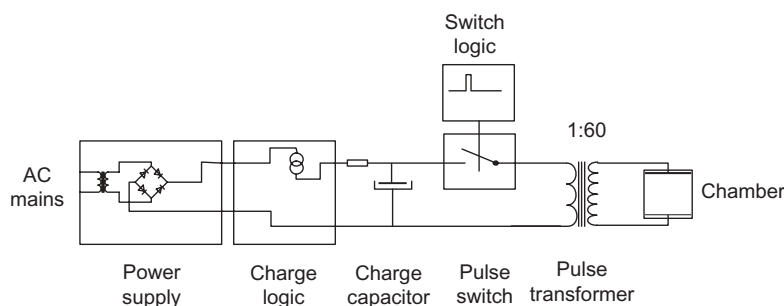 Switch
logic
1:60
AC
mains
Chamber
Power
supply
Charge
logic
Charge
capacitor
Pulse
switch
Pulse
transformer